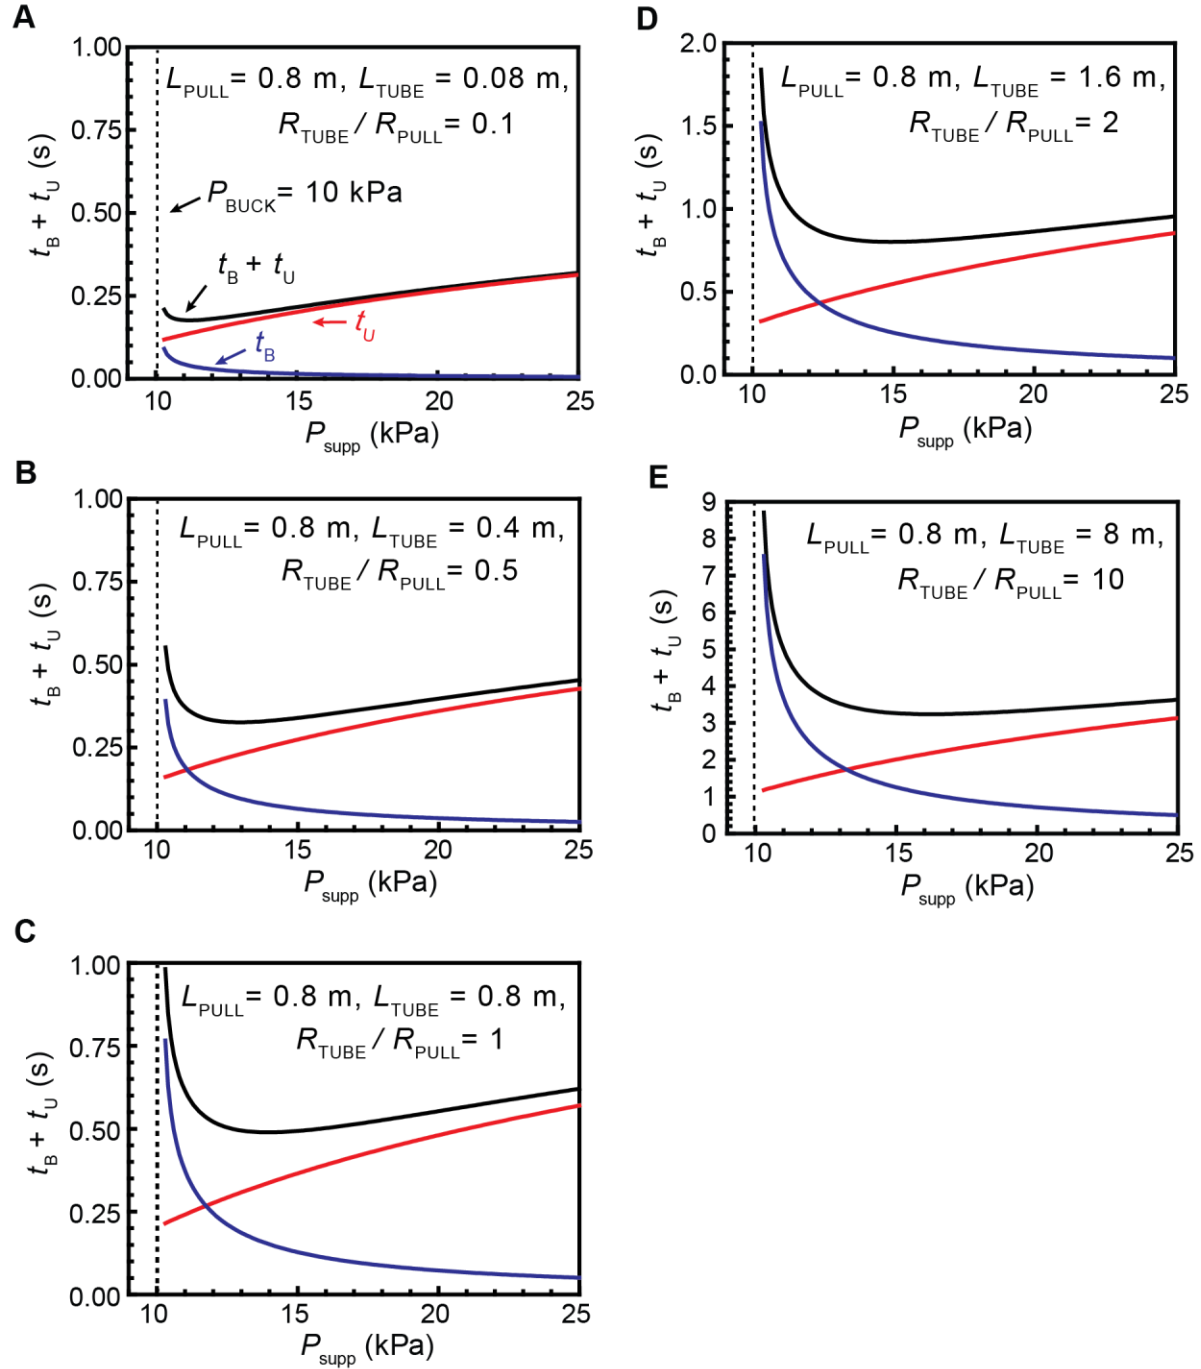 A
1.00
0.75
0.50
0.25
0.00
t_B + t_U (s)
L_PULL = 0.8 m, L_TUBE = 0.08 m,
R_TUBE / R_PULL = 0.1
P_BUCK = 10 kPa
t_B + t_U
t_U
t_B
10 15 20 25
P_supp (kPa)
B
1.00
0.75
0.50
0.25
0.00
t_B + t_U (s)
L_PULL = 0.8 m, L_TUBE = 0.4 m,
R_TUBE / R_PULL = 0.5
10 15 20 25
P_supp (kPa)
C
1.00
0.75
0.50
0.25
0.00
t_B + t_U (s)
L_PULL = 0.8 m, L_TUBE = 0.8 m,
R_TUBE / R_PULL = 1
10 15 20 25
P_supp (kPa)
D
2.0
1.5
1.0
0.5
0.0
t_B + t_U (s)
L_PULL = 0.8 m, L_TUBE = 1.6 m,
R_TUBE / R_PULL = 2
10 15 20 25
P_supp (kPa)
E
9
8
7
6
5
4
3
2
1
0
t_B + t_U (s)
L_PULL = 0.8 m, L_TUBE = 8 m,
R_TUBE / R_PULL = 10
10 15 20 25
P_supp (kPa)